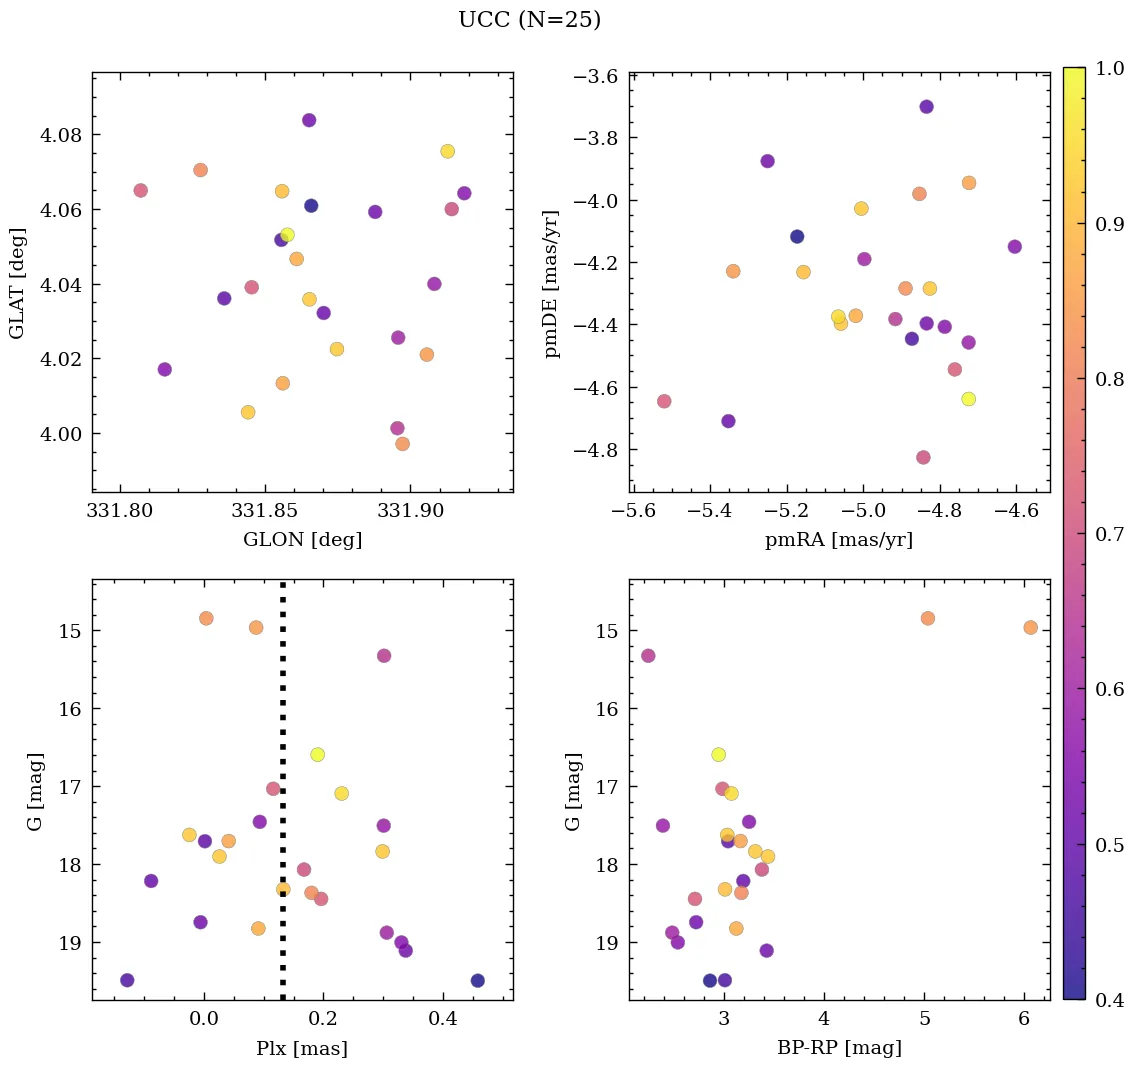 UCC (N=25)
4.08
4.06
4.04
4.02
4.00
GLAT [deg]
331.80 331.85 331.90
GLON [deg]
−3.6
−3.8
−4.0
−4.2
−4.4
−4.6
−4.8
pmDE [mas/yr]
−5.6 −5.4 −5.2 −5.0 −4.8 −4.6
pmRA [mas/yr]
1.0
0.9
0.8
0.7
0.6
0.5
0.4
15
16
17
18
19
G [mag]
0.0 0.2 0.4
Plx [mas]
15
16
17
18
19
G [mag]
3 4 5 6
BP-RP [mag]